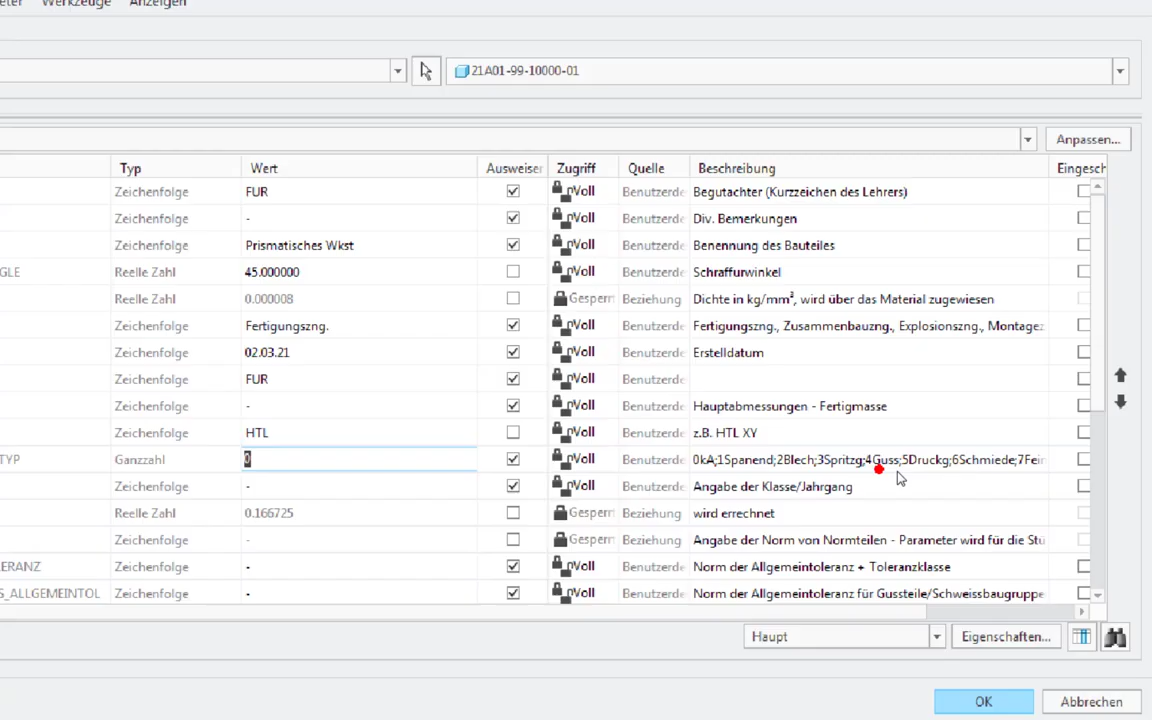 eter Werkzeuge Anzeigen
21A01-99-10000-01
Anpassen...
Typ Wert Ausweisen Zugriff Quelle Beschreibung Eingesch
Zeichenfolge FUR Voll Benutzerde Begutachter (Kurzzeichen des Lehrers)
Zeichenfolge - Voll Benutzerde Div. Bemerkungen
Zeichenfolge Prismatisches Wkst Voll Benutzerde Benennung des Bauteiles
GLE Reelle Zahl 45.000000 Voll Benutzerde Schraffurwinkel
Reelle Zahl 0.000008 Gesperrt Beziehung Dichte in kg/mm³, wird über das Material zugewiesen
Zeichenfolge Fertigungszng. Voll Benutzerde Fertigungszng., Zusammenbauzng., Explosionszng., Montagez
Zeichenfolge 02.03.21 Voll Benutzerde Erstelldatum
Zeichenfolge FUR Voll Benutzerde
Zeichenfolge - Voll Benutzerde Hauptabmessungen - Fertigmasse
Zeichenfolge HTL Voll Benutzerde z.B. HTL XY
TYP Ganzzahl 0 Voll Benutzerde 0kA;1Spanend;2Blech;3Spritzg;4Guss;5Druckg;6Schmiede;7Fein
Zeichenfolge - Voll Benutzerde Angabe der Klasse/Jahrgang
Reelle Zahl 0.166725 Gesperrt Beziehung wird errechnet
Zeichenfolge - Gesperrt Beziehung Angabe der Norm von Normteilen - Parameter wird für die Stü
ERANZ Zeichenfolge - Voll Benutzerde Norm der Allgemeintoleranz + Toleranzklasse
S_ALLGEMEINTOL Zeichenfolge - Voll Benutzerde Norm der Allgemeintoleranz für Gussteile/Schweissbaugruppe
Haupt Eigenschaften...
OK Abbrechen